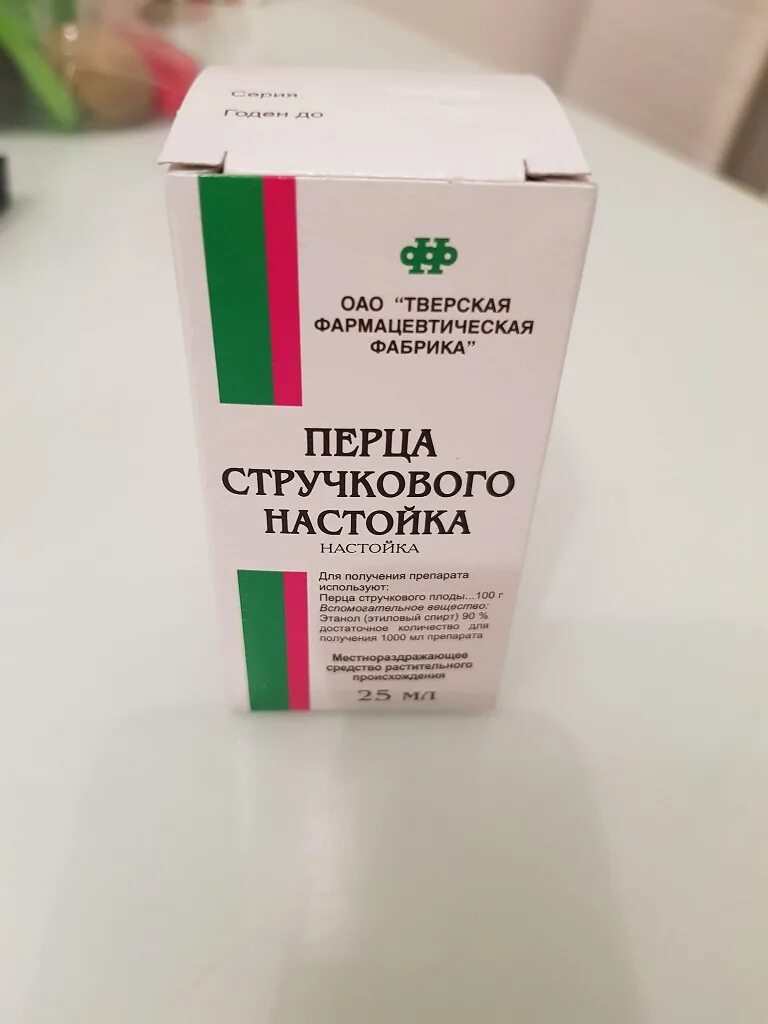 Серия
Годен до
ОАО "ТВЕРСКАЯ
ФАРМАЦЕВТИЧЕСКАЯ
ФАБРИКА"
ПЕРЦА
СТРУЧКОВОГО
НАСТОЙКА
НАСТОЙКА
Для получения препарата
используют:
Перца стручкового плоды...100 г
Вспомогательное вещество:
Этанол (этиловый спирт) 90 %
достаточное количество для
получения 1000 мл препарата
Местнораздражающее
средство растительного
происхождения
25 мл